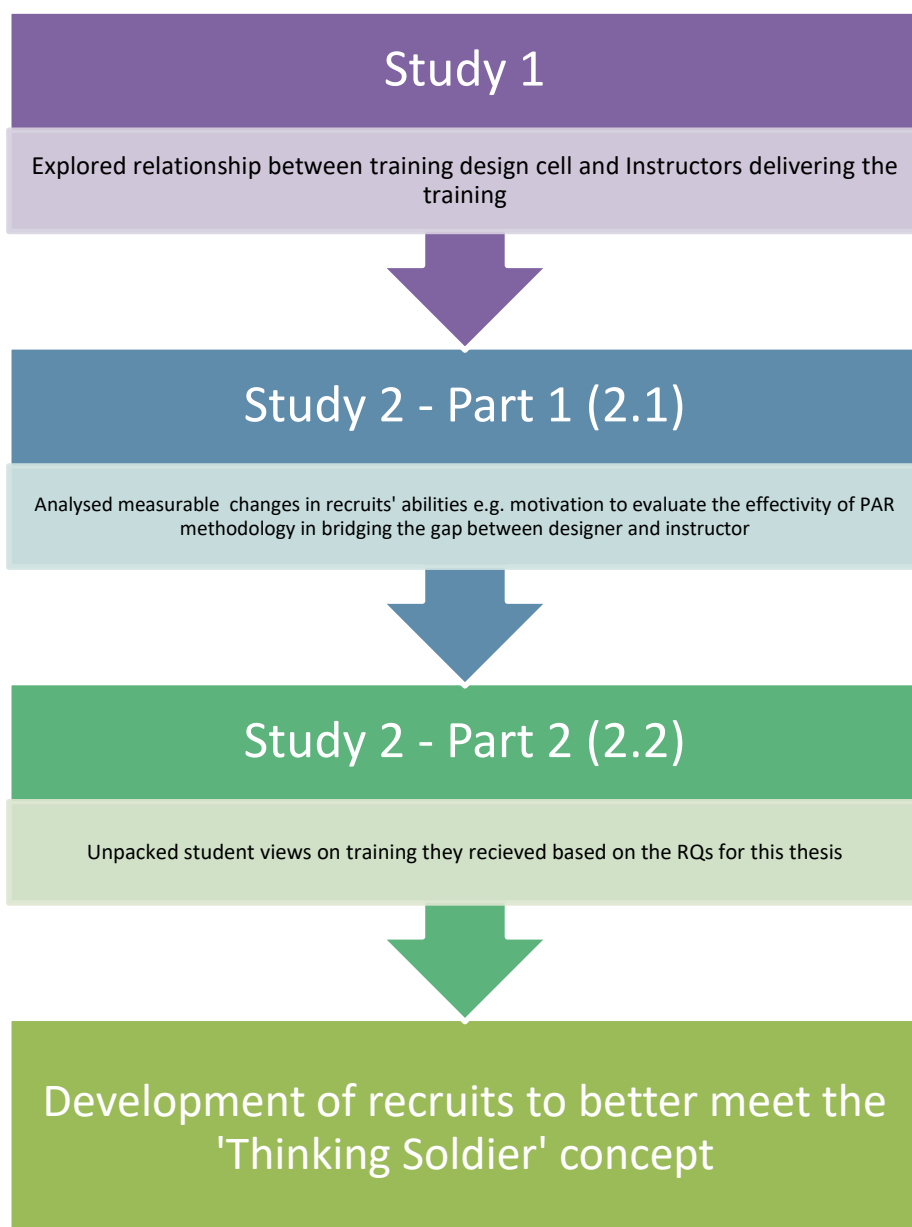 Study 1
Explored relationship between training design cell and Instructors delivering the
training
Study 2 - Part 1 (2.1)
Analysed measurable  changes in recruits' abilities e.g. motivation to evaluate the effectivity of PAR
methodology in bridging the gap between designer and instructor
Study 2 - Part 2 (2.2)
Unpacked student views on training they recieved based on the RQs for this thesis
Development of recruits to better meet the
'Thinking Soldier' concept